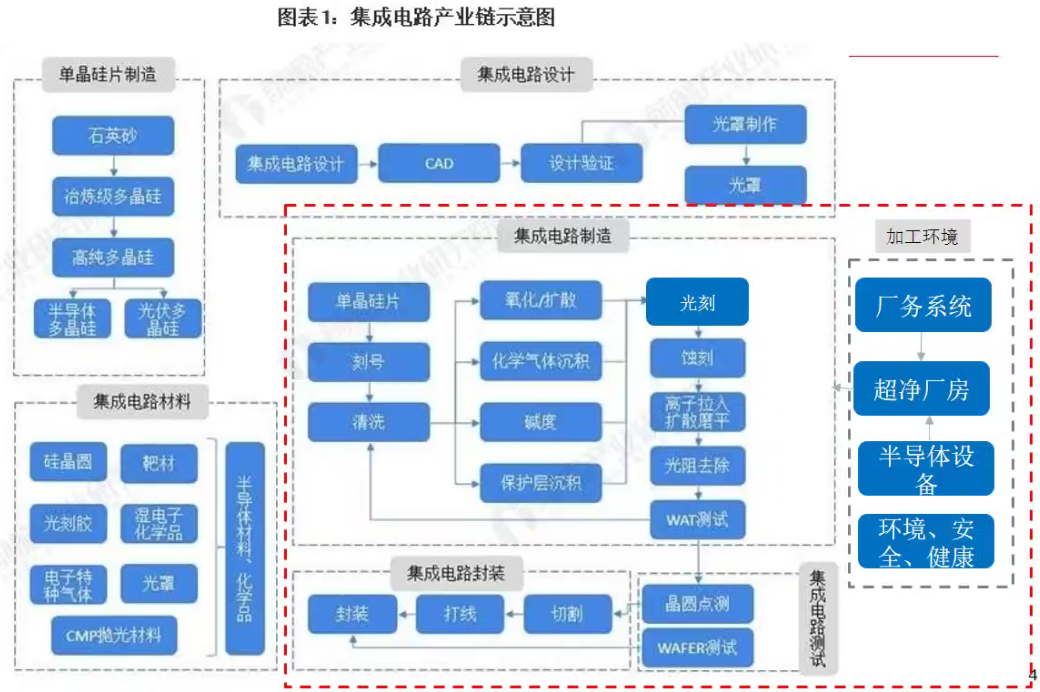 图表1：集成电路产业链示意图
单晶硅片制造
石英砂
冶炼级多晶硅
高纯多晶硅
半导体
多晶硅
光伏多
晶硅
集成电路设计
集成电路设计
CAD
设计验证
光罩制作
光罩
集成电路制造
单晶硅片
刻号
清洗
氧化/扩散
化学气体沉积
碱度
保护层沉积
光刻
蚀刻
离子拉入
扩散磨平
光阻去除
WAT测试
加工环境
厂务系统
超净厂房
半导体设
备
环境、安
全、健康
集成电路材料
硅晶圆
靶材
光刻胶
湿电子
化学品
电子特
种气体
光罩
CMP抛光材料
半导体材料、化学品
集成电路封装
封装
打线
切割
晶圆点测
WAFER测试
集成电路测试
4